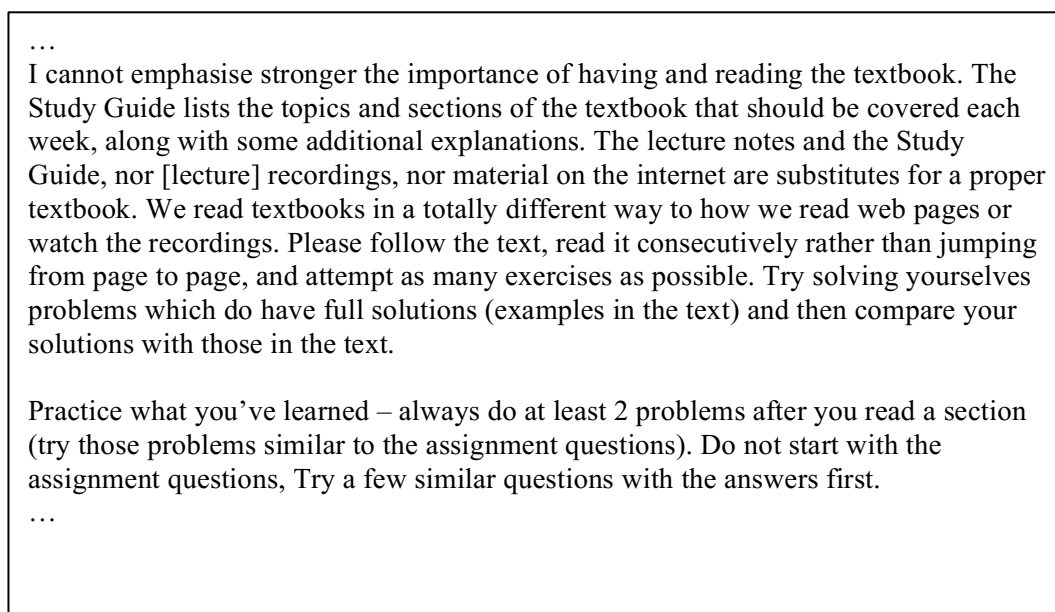 …
I cannot emphasise stronger the importance of having and reading the textbook. The
Study Guide lists the topics and sections of the textbook that should be covered each
week, along with some additional explanations. The lecture notes and the Study
Guide, nor [lecture] recordings, nor material on the internet are substitutes for a proper
textbook. We read textbooks in a totally different way to how we read web pages or
watch the recordings. Please follow the text, read it consecutively rather than jumping
from page to page, and attempt as many exercises as possible. Try solving yourselves
problems which do have full solutions (examples in the text) and then compare your
solutions with those in the text.
Practice what you’ve learned – always do at least 2 problems after you read a section
(try those problems similar to the assignment questions). Do not start with the
assignment questions, Try a few similar questions with the answers first.
…